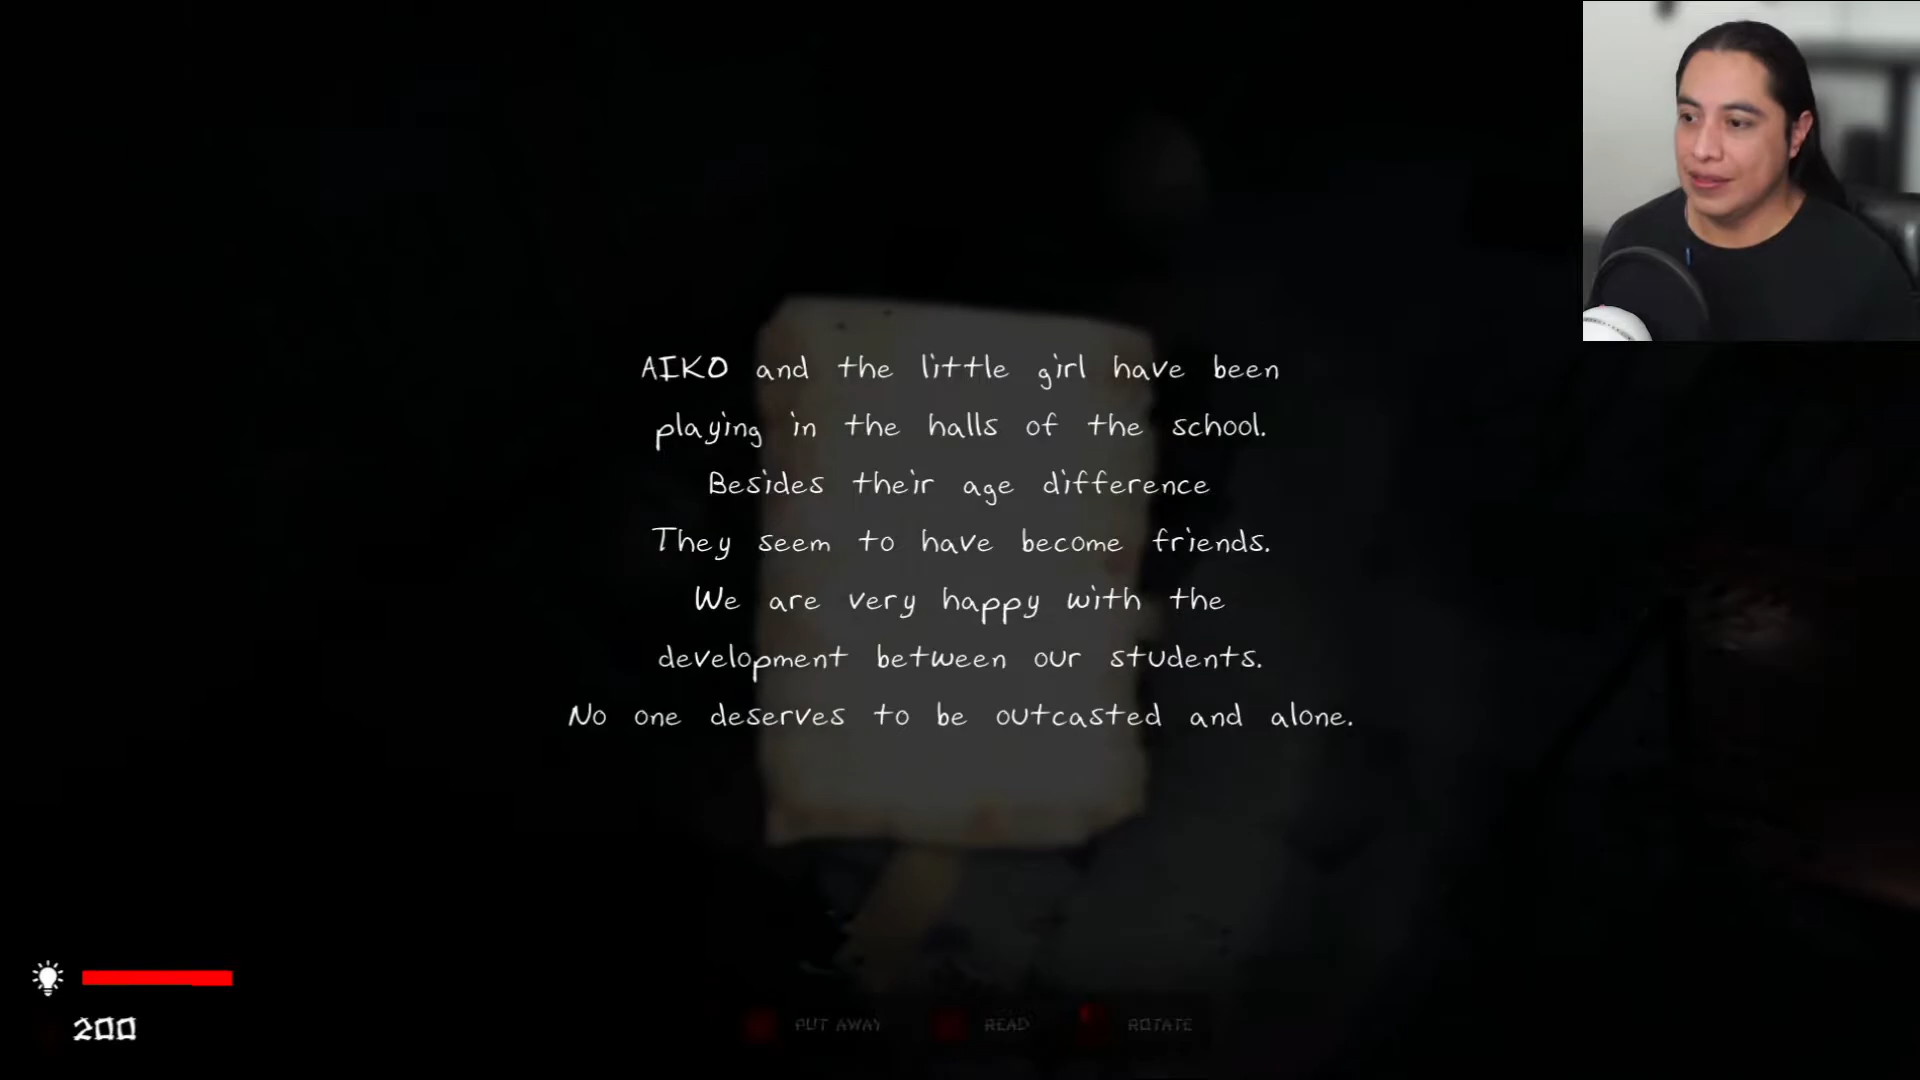 AIKO and the little girl have been
playing in the halls of the school.
Besides their age difference
They seem to have become friends.
We are very happy with the
development between our students.
No one deserves to be outcasted and alone.
200
PUT AWAY READ ROTATE